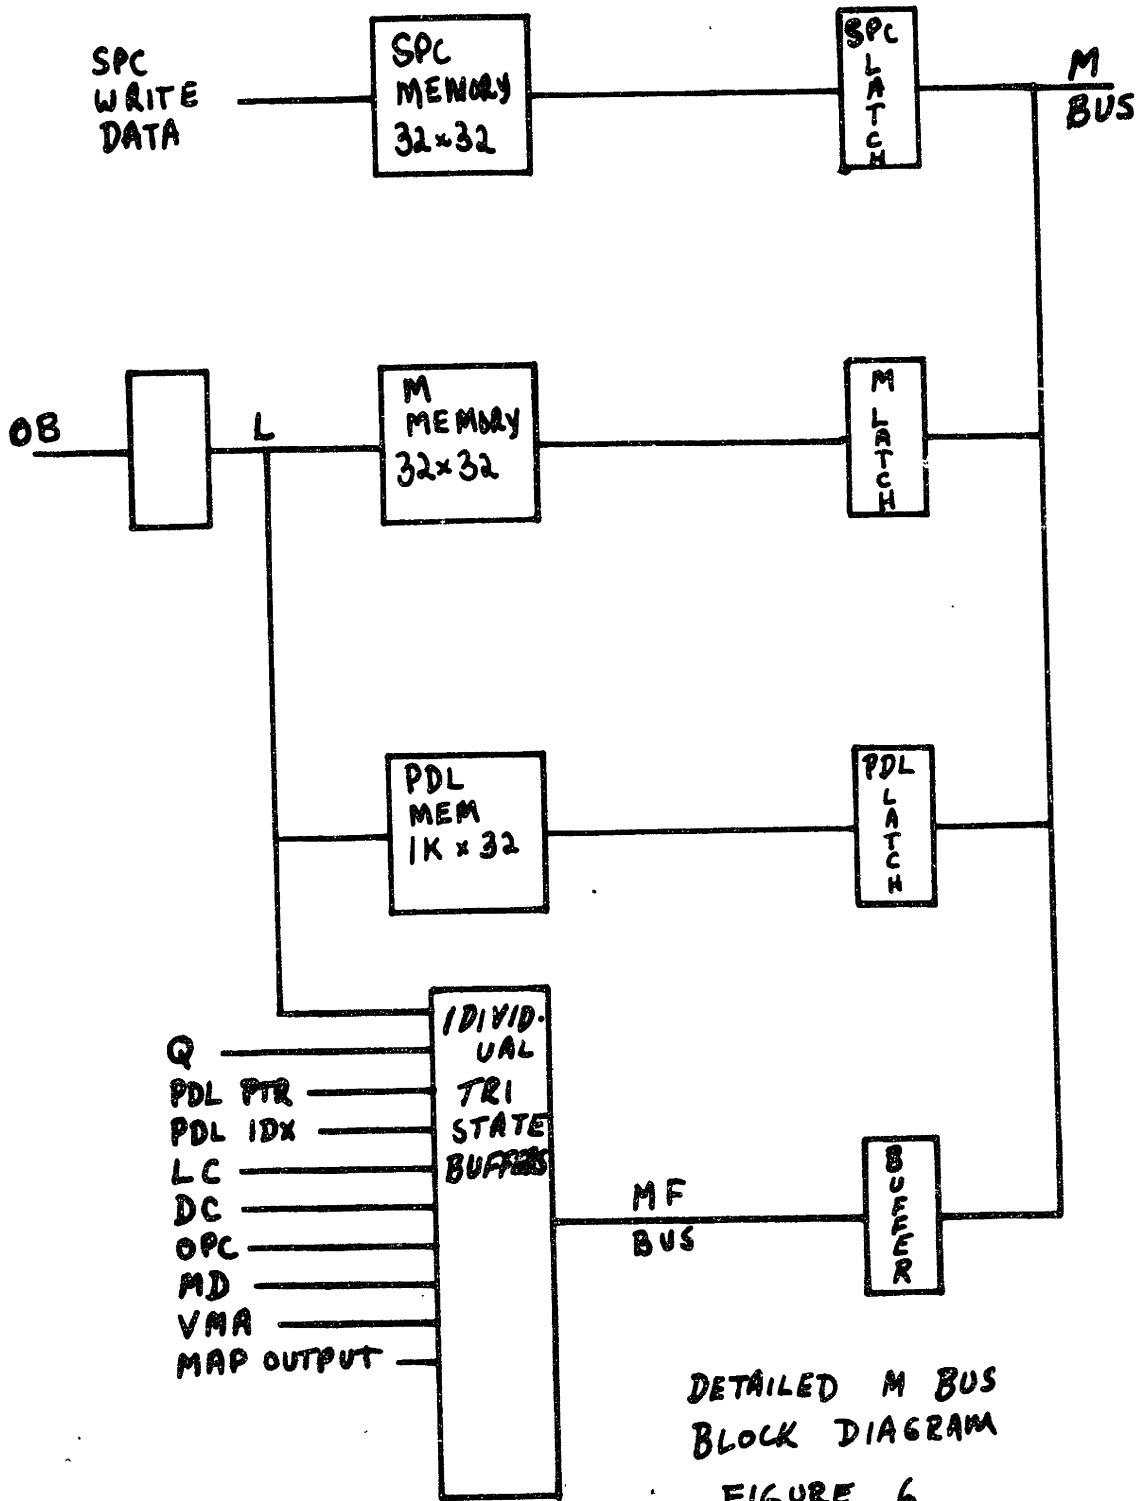 SPC
WRITE
DATA
SPC
MEMORY
32×32
SPC
LATCH
M
BUS
OB
L
M
MEMORY
32×32
M
LATCH
PDL
MEM
1K × 32
PDL
LATCH
IDIVID-
UAL
TRI
STATE
BUFFERS
Q
PDL PTR
PDL IDX
LC
DC
OPC
MD
VMA
MAP OUTPUT
MF
BUS
BUFFER
DETAILED M BUS
BLOCK DIAGRAM
FIGURE 6